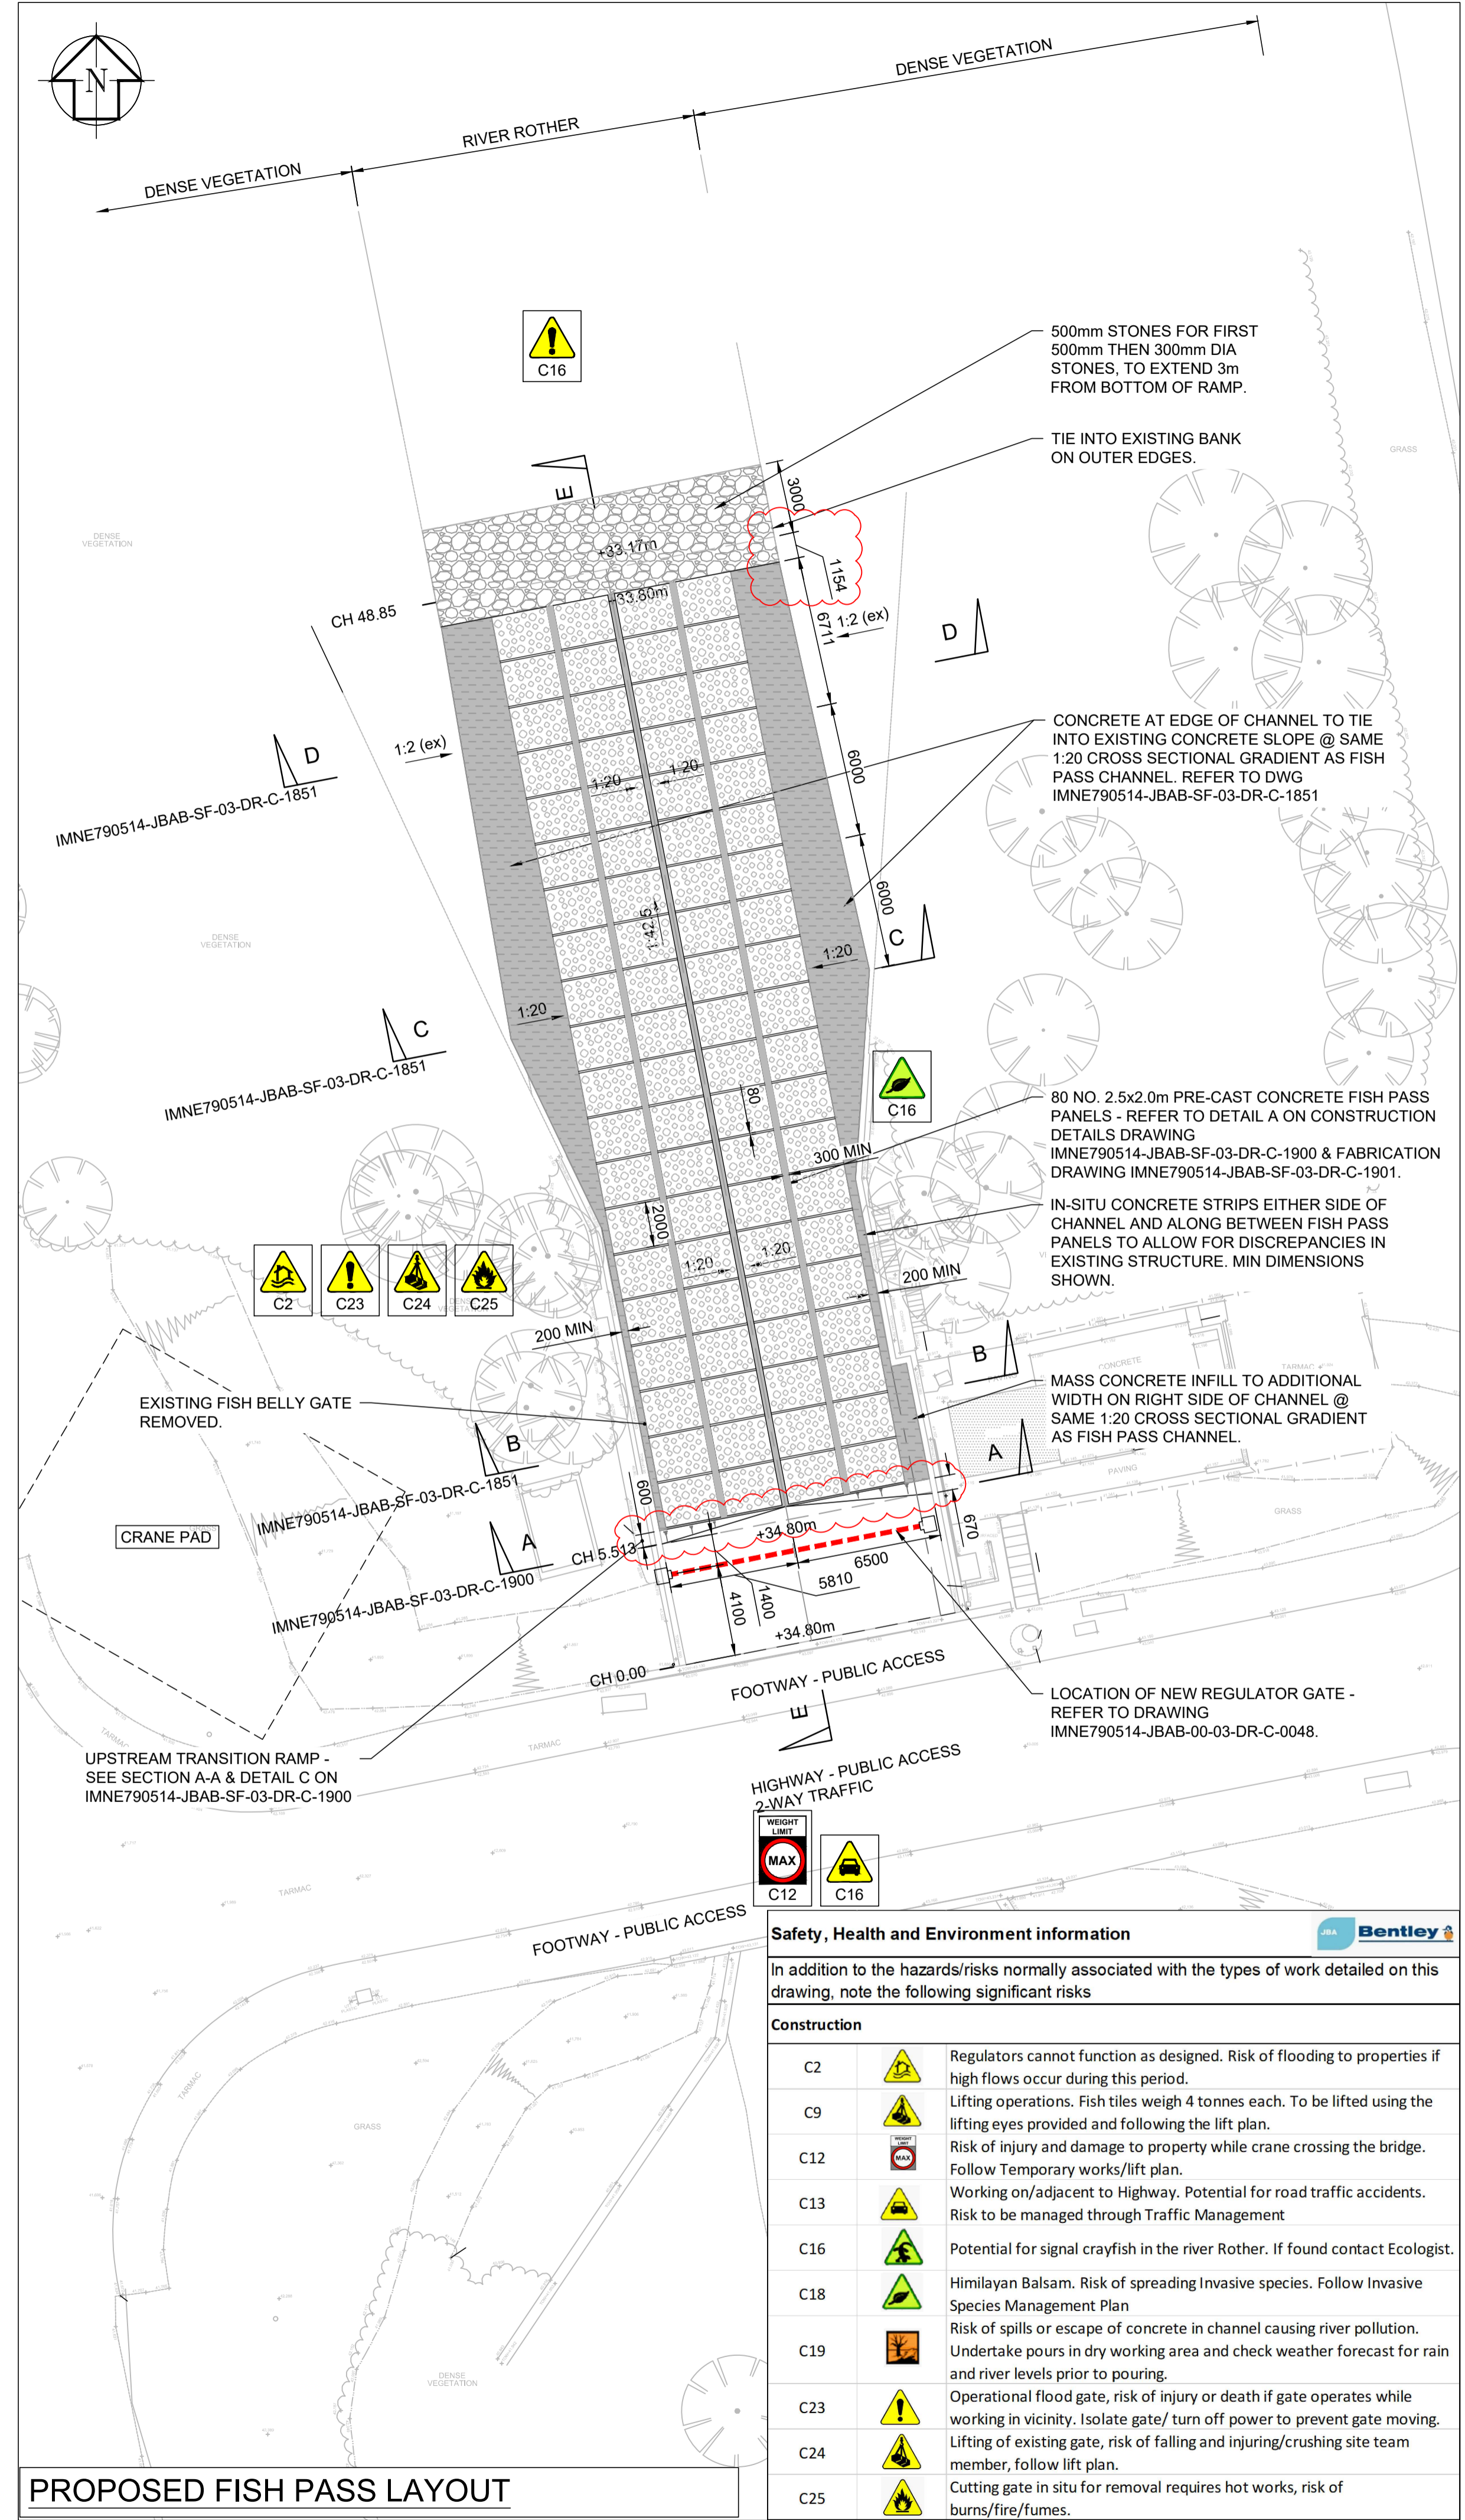 N
DENSE VEGETATION
RIVER ROTHER
DENSE VEGETATION
C16
500mm STONES FOR FIRST
500mm THEN 300mm DIA
STONES, TO EXTEND 3m
FROM BOTTOM OF RAMP.
TIE INTO EXISTING BANK
ON OUTER EDGES.
GRASS
E
3000
DENSE
VEGETATION
+33.17m
1154
+33.80m
CH 48.85
6711
1:2 (ex)
D
CONCRETE AT EDGE OF CHANNEL TO TIE
INTO EXISTING CONCRETE SLOPE @ SAME
1:20 CROSS SECTIONAL GRADIENT AS FISH
PASS CHANNEL. REFER TO DWG
IMNE790514-JBAB-SF-03-DR-C-1851
D
1:2 (ex)
IMNE790514-JBAB-SF-03-DR-C-1851
6000
1:20
1:20
6000
1:42.5
C
DENSE
VEGETATION
1:20
1:20
C
IMNE790514-JBAB-SF-03-DR-C-1851
C16
80
80 NO. 2.5x2.0m PRE-CAST CONCRETE FISH PASS
PANELS - REFER TO DETAIL A ON CONSTRUCTION
DETAILS DRAWING
IMNE790514-JBAB-SF-03-DR-C-1900 & FABRICATION
DRAWING IMNE790514-JBAB-SF-03-DR-C-1901.
300 MIN
IN-SITU CONCRETE STRIPS EITHER SIDE OF
CHANNEL AND ALONG BETWEEN FISH PASS
PANELS TO ALLOW FOR DISCREPANCIES IN
EXISTING STRUCTURE. MIN DIMENSIONS
SHOWN.
2000
1:20
1:20
200 MIN
C2
C23
C24
C25
200 MIN
B
CONCRETE
TARMAC
MASS CONCRETE INFILL TO ADDITIONAL
WIDTH ON RIGHT SIDE OF CHANNEL @
SAME 1:20 CROSS SECTIONAL GRADIENT
AS FISH PASS CHANNEL.
EXISTING FISH BELLY GATE
REMOVED.
B
IMNE790514-JBAB-SF-03-DR-C-1851
A
PAVING
GRASS
CRANE PAD
600
670
+34.80m
A
CH 5.513
6500
5810
IMNE790514-JBAB-SF-03-DR-C-1900
4100
1400
+34.80m
CH 0.00
FOOTWAY - PUBLIC ACCESS
LOCATION OF NEW REGULATOR GATE -
REFER TO DRAWING
IMNE790514-JBAB-00-03-DR-C-0048.
E
TARMAC
TARMAC
UPSTREAM TRANSITION RAMP -
SEE SECTION A-A & DETAIL C ON
IMNE790514-JBAB-SF-03-DR-C-1900
HIGHWAY - PUBLIC ACCESS
2-WAY TRAFFIC
WEIGHT
LIMIT
MAX
C12
C16
TARMAC
FOOTWAY - PUBLIC ACCESS
TARMAC
GRASS
DENSE
VEGETATION
Safety, Health and Environment information
JBA
Bentley
In addition to the hazards/risks normally associated with the types of work detailed on this
drawing, note the following significant risks
Construction
C2
Regulators cannot function as designed. Risk of flooding to properties if
high flows occur during this period.
C9
Lifting operations. Fish tiles weigh 4 tonnes each. To be lifted using the
lifting eyes provided and following the lift plan.
C12
WEIGHT
LIMIT
MAX
Risk of injury and damage to property while crane crossing the bridge.
Follow Temporary works/lift plan.
C13
Working on/adjacent to Highway. Potential for road traffic accidents.
Risk to be managed through Traffic Management
C16
Potential for signal crayfish in the river Rother. If found contact Ecologist.
C18
Himilayan Balsam. Risk of spreading Invasive species. Follow Invasive
Species Management Plan
C19
Risk of spills or escape of concrete in channel causing river pollution.
Undertake pours in dry working area and check weather forecast for rain
and river levels prior to pouring.
C23
Operational flood gate, risk of injury or death if gate operates while
working in vicinity. Isolate gate/ turn off power to prevent gate moving.
C24
Lifting of existing gate, risk of falling and injuring/crushing site team
member, follow lift plan.
C25
Cutting gate in situ for removal requires hot works, risk of
burns/fire/fumes.
PROPOSED FISH PASS LAYOUT